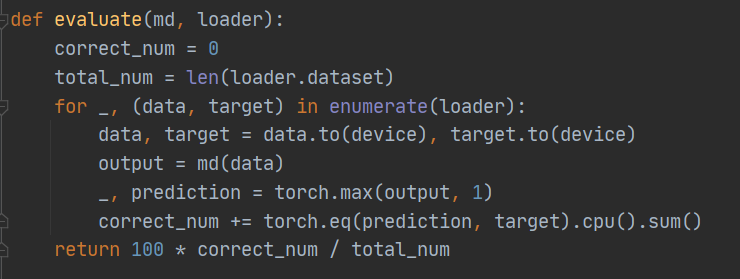 def evaluate(md, loader):
    correct_num = 0
    total_num = len(loader.dataset)
    for _, (data, target) in enumerate(loader):
        data, target = data.to(device), target.to(device)
        output = md(data)
        _, prediction = torch.max(output, 1)
        correct_num += torch.eq(prediction, target).cpu().sum()
    return 100 * correct_num / total_num